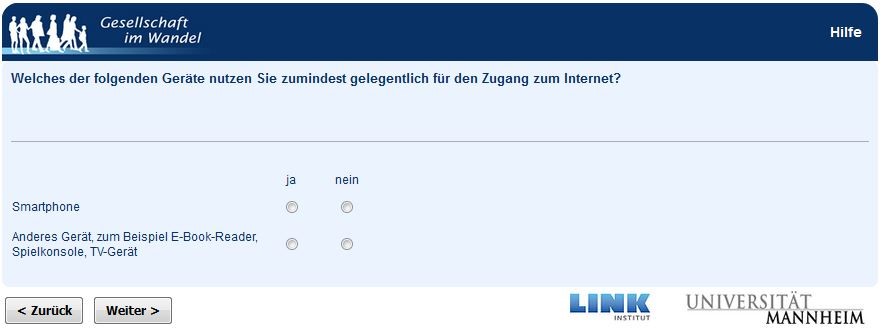 Gesellschaft
im Wandel
Hilfe
Welches der folgenden Geräte nutzen Sie zumindest gelegentlich für den Zugang zum Internet?
ja nein
Smartphone
Anderes Gerät, zum Beispiel E-Book-Reader,
Spielkonsole, TV-Gerät
< Zurück Weiter >
LINK
INSTITUT
UNIVERSITÄT
MANNHEIM